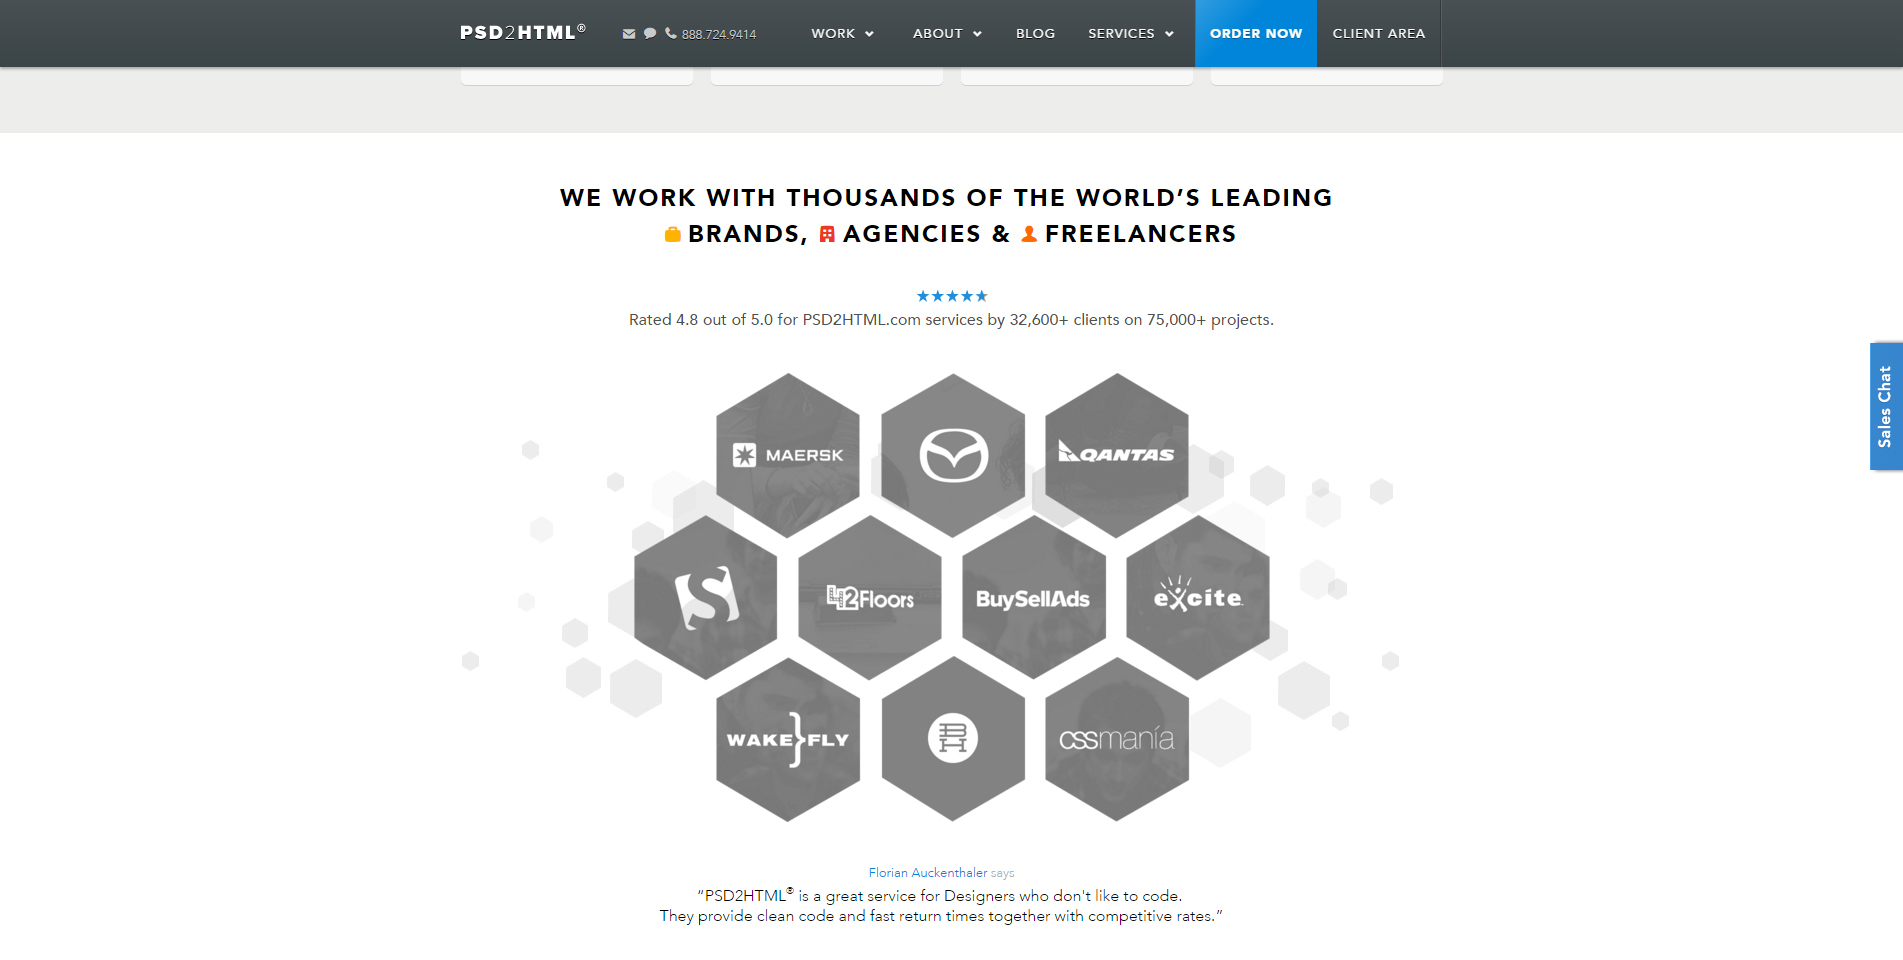 PSD2HTML®
888.724.9414
WORK
ABOUT
BLOG
SERVICES
ORDER NOW
CLIENT AREA
WE WORK WITH THOUSANDS OF THE WORLD’S LEADING
BRANDS, AGENCIES & FREELANCERS
Rated 4.8 out of 5.0 for PSD2HTML.com services by 32,600+ clients on 75,000+ projects.
Sales Chat
MAERSK
QANTAS
S
42Floors
BuySellAds
excite
WAKE}FLY
BH
cssmanía
Florian Auckenthaler says
“PSD2HTML® is a great service for Designers who don't like to code.
They provide clean code and fast return times together with competitive rates.”